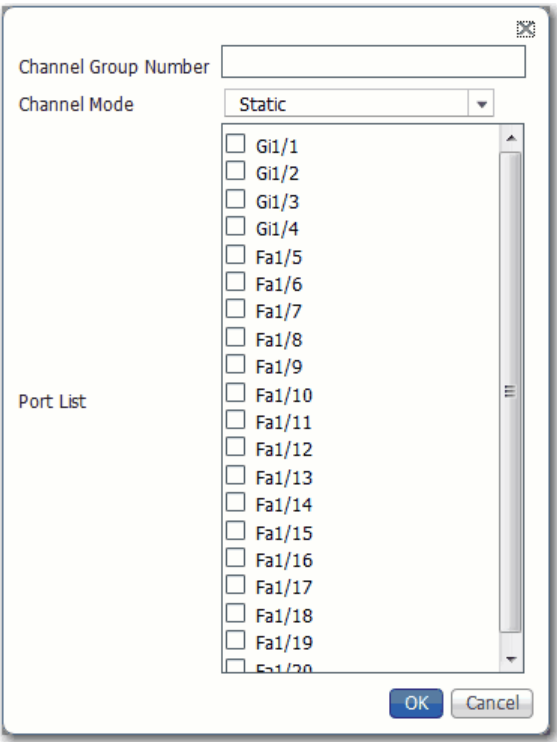 Channel Group Number
Channel Mode
Static
Gi1/1
Gi1/2
Gi1/3
Gi1/4
Fa1/5
Fa1/6
Fa1/7
Fa1/8
Fa1/9
Port List
Fa1/10
Fa1/11
Fa1/12
Fa1/13
Fa1/14
Fa1/15
Fa1/16
Fa1/17
Fa1/18
Fa1/19
Fa1/20
OK
Cancel